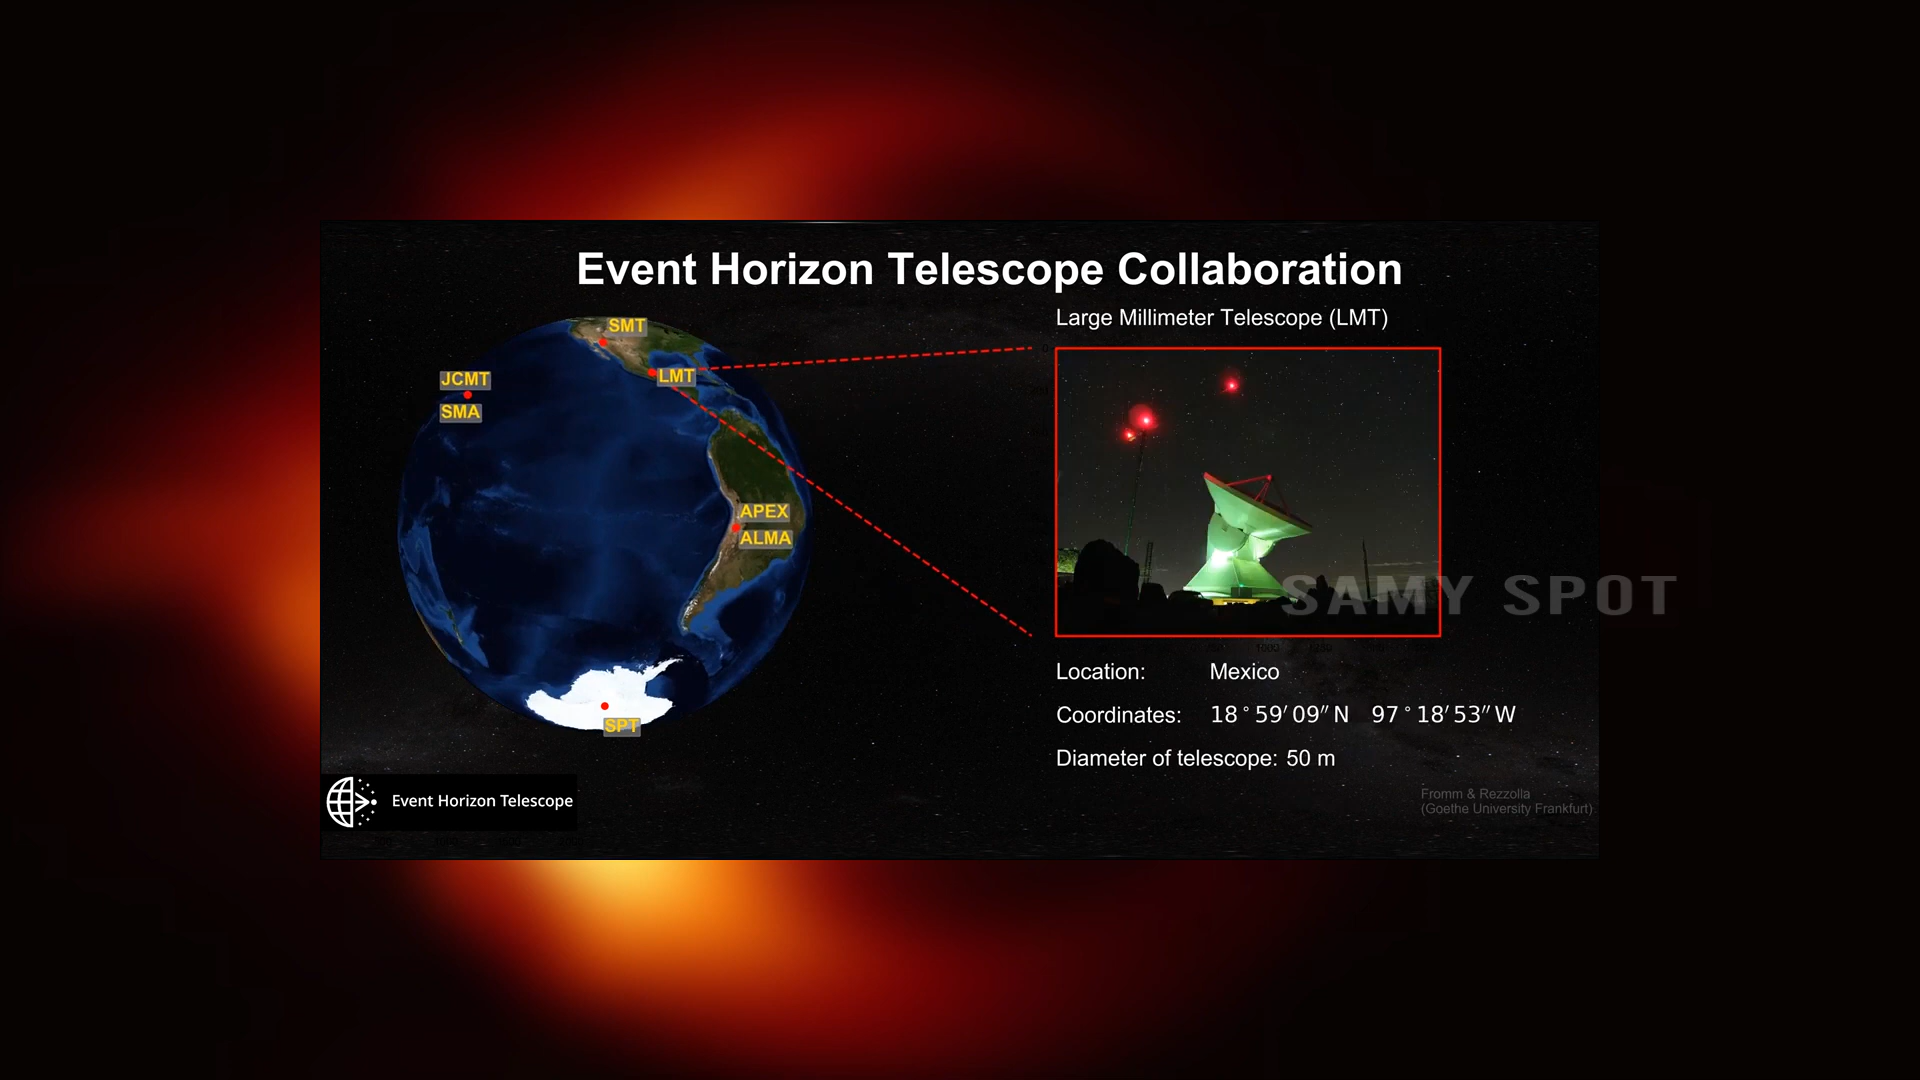 Event Horizon Telescope Collaboration
Large Millimeter Telescope (LMT)
SMT
LMT
JCMT
SMA
APEX
ALMA
SPT
SAMY SPOT
Location: Mexico
Coordinates: 18°59′09″N 97°18′53″W
Diameter of telescope: 50 m
Fromm & Rezzolla
(Goethe University Frankfurt)
Event Horizon Telescope